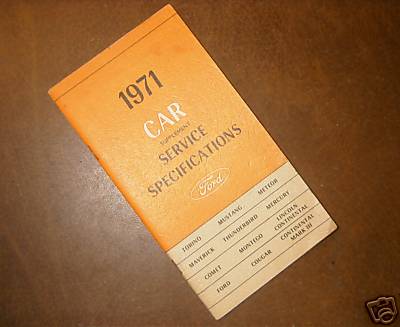 1971
CAR
SUPPLEMENT
SERVICE
SPECIFICATIONS
Ford
TORINO MUSTANG METEOR
MAVERICK THUNDERBIRD MERCURY
COMET MONTEGO LINCOLN CONTINENTAL
FORD COUGAR CONTINENTAL MARK III